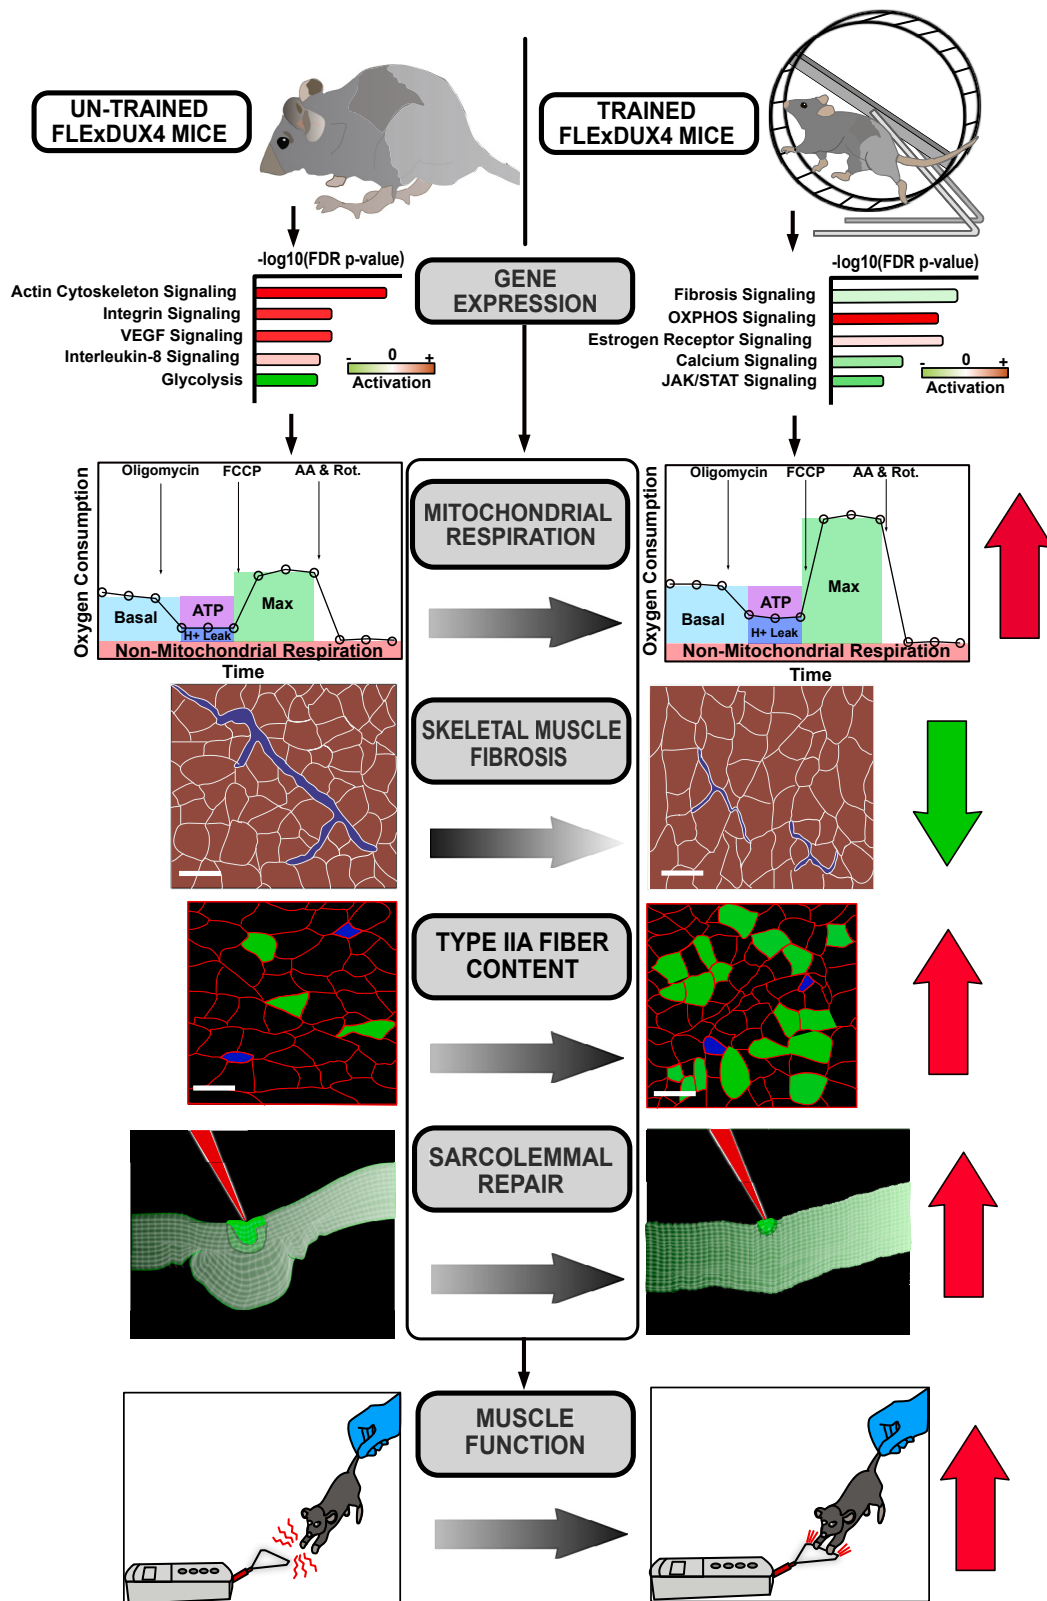 UN-TRAINED
FLExDUX4 MICE
TRAINED
FLExDUX4 MICE
-log10(FDR p-value)
Actin Cytoskeleton Signaling
Integrin Signaling
VEGF Signaling
Interleukin-8 Signaling
Glycolysis
- 0 +
Activation
GENE
EXPRESSION
-log10(FDR p-value)
Fibrosis Signaling
OXPHOS Signaling
Estrogen Receptor Signaling
Calcium Signaling
JAK/STAT Signaling
- 0 +
Activation
Oxygen Consumption
Oligomycin
FCCP
AA & Rot.
Basal
ATP
H+ Leak
Max
Non-Mitochondrial Respiration
Time
MITOCHONDRIAL
RESPIRATION
Oxygen Consumption
Oligomycin
FCCP
AA & Rot.
Basal
ATP
H+ Leak
Max
Non-Mitochondrial Respiration
Time
SKELETAL MUSCLE
FIBROSIS
TYPE IIA FIBER
CONTENT
SARCOLEMMAL
REPAIR
MUSCLE
FUNCTION